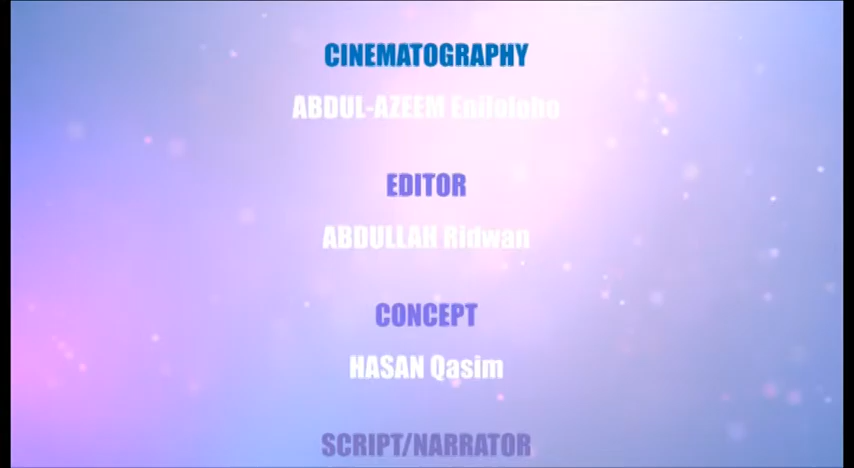 CINEMATOGRAPHY
ABDUL-AZEEM
EDITOR
ABDULLAH Ridwan
CONCEPT
HASAN Qasim
SCRIPT/NARRATOR